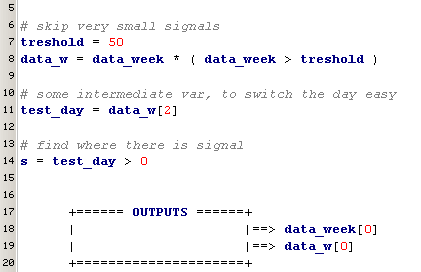 5
6 # skip very small signals
7 treshold = 50
8 data_w = data_week * ( data_week > treshold )
9
10 # some intermediate var, to switch the day easy
11 test_day = data_w[2]
12
13 # find where there is signal
14 s = test_day > 0
15
16
17 +====== OUTPUTS ======+
18 | |==> data_week[0]
19 | |==> data_w[0]
20 +=====================+